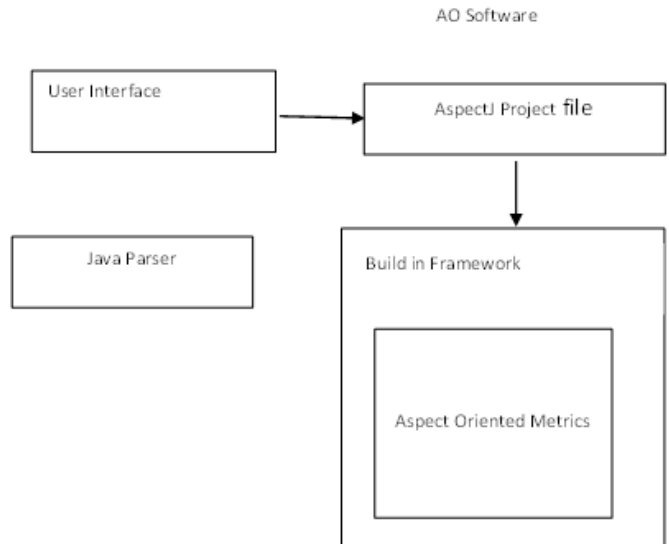 AO Software
User Interface
AspectJ Project file
Java Parser
Build in Framework
Aspect Oriented Metrics